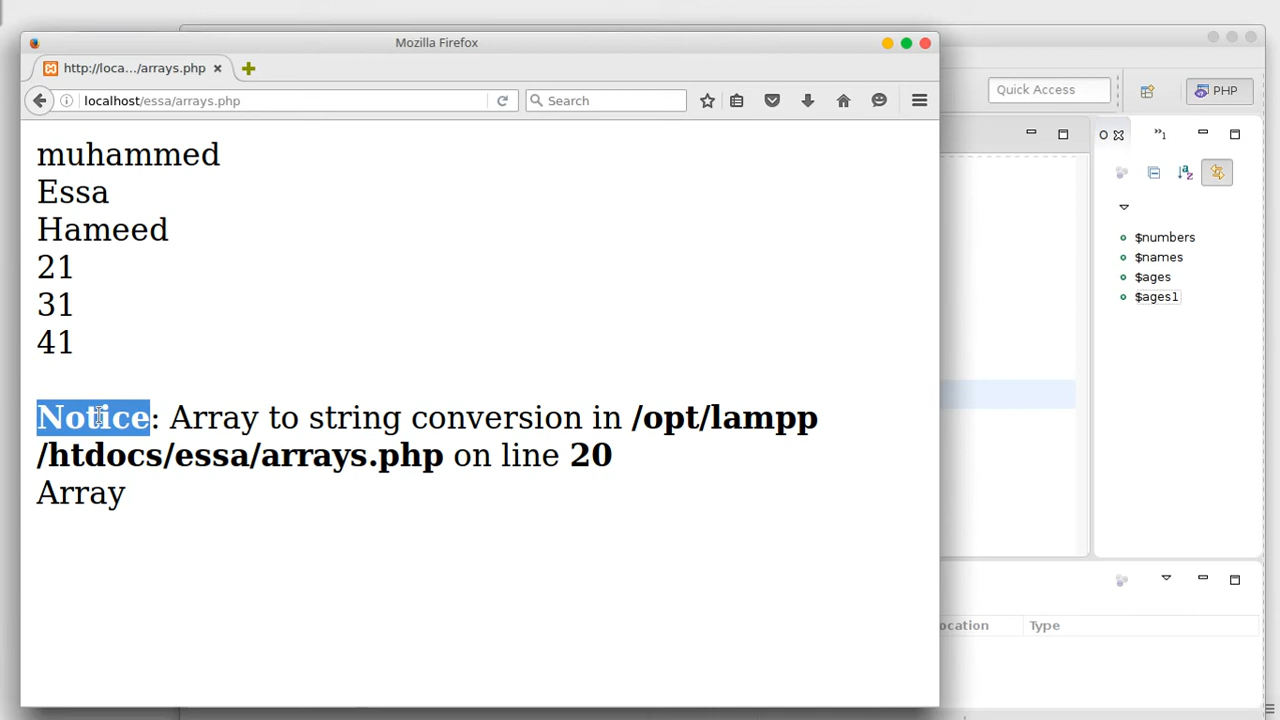 Mozilla Firefox
http://loca.../arrays.php
localhost/essa/arrays.php
Search
Quick Access
PHP
muhammed
Essa
Hameed
21
31
41
Notice: Array to string conversion in /opt/lampp
/htdocs/essa/arrays.php on line 20
Array
O
»1
$numbers
$names
$ages
$ages1
ocation
Type